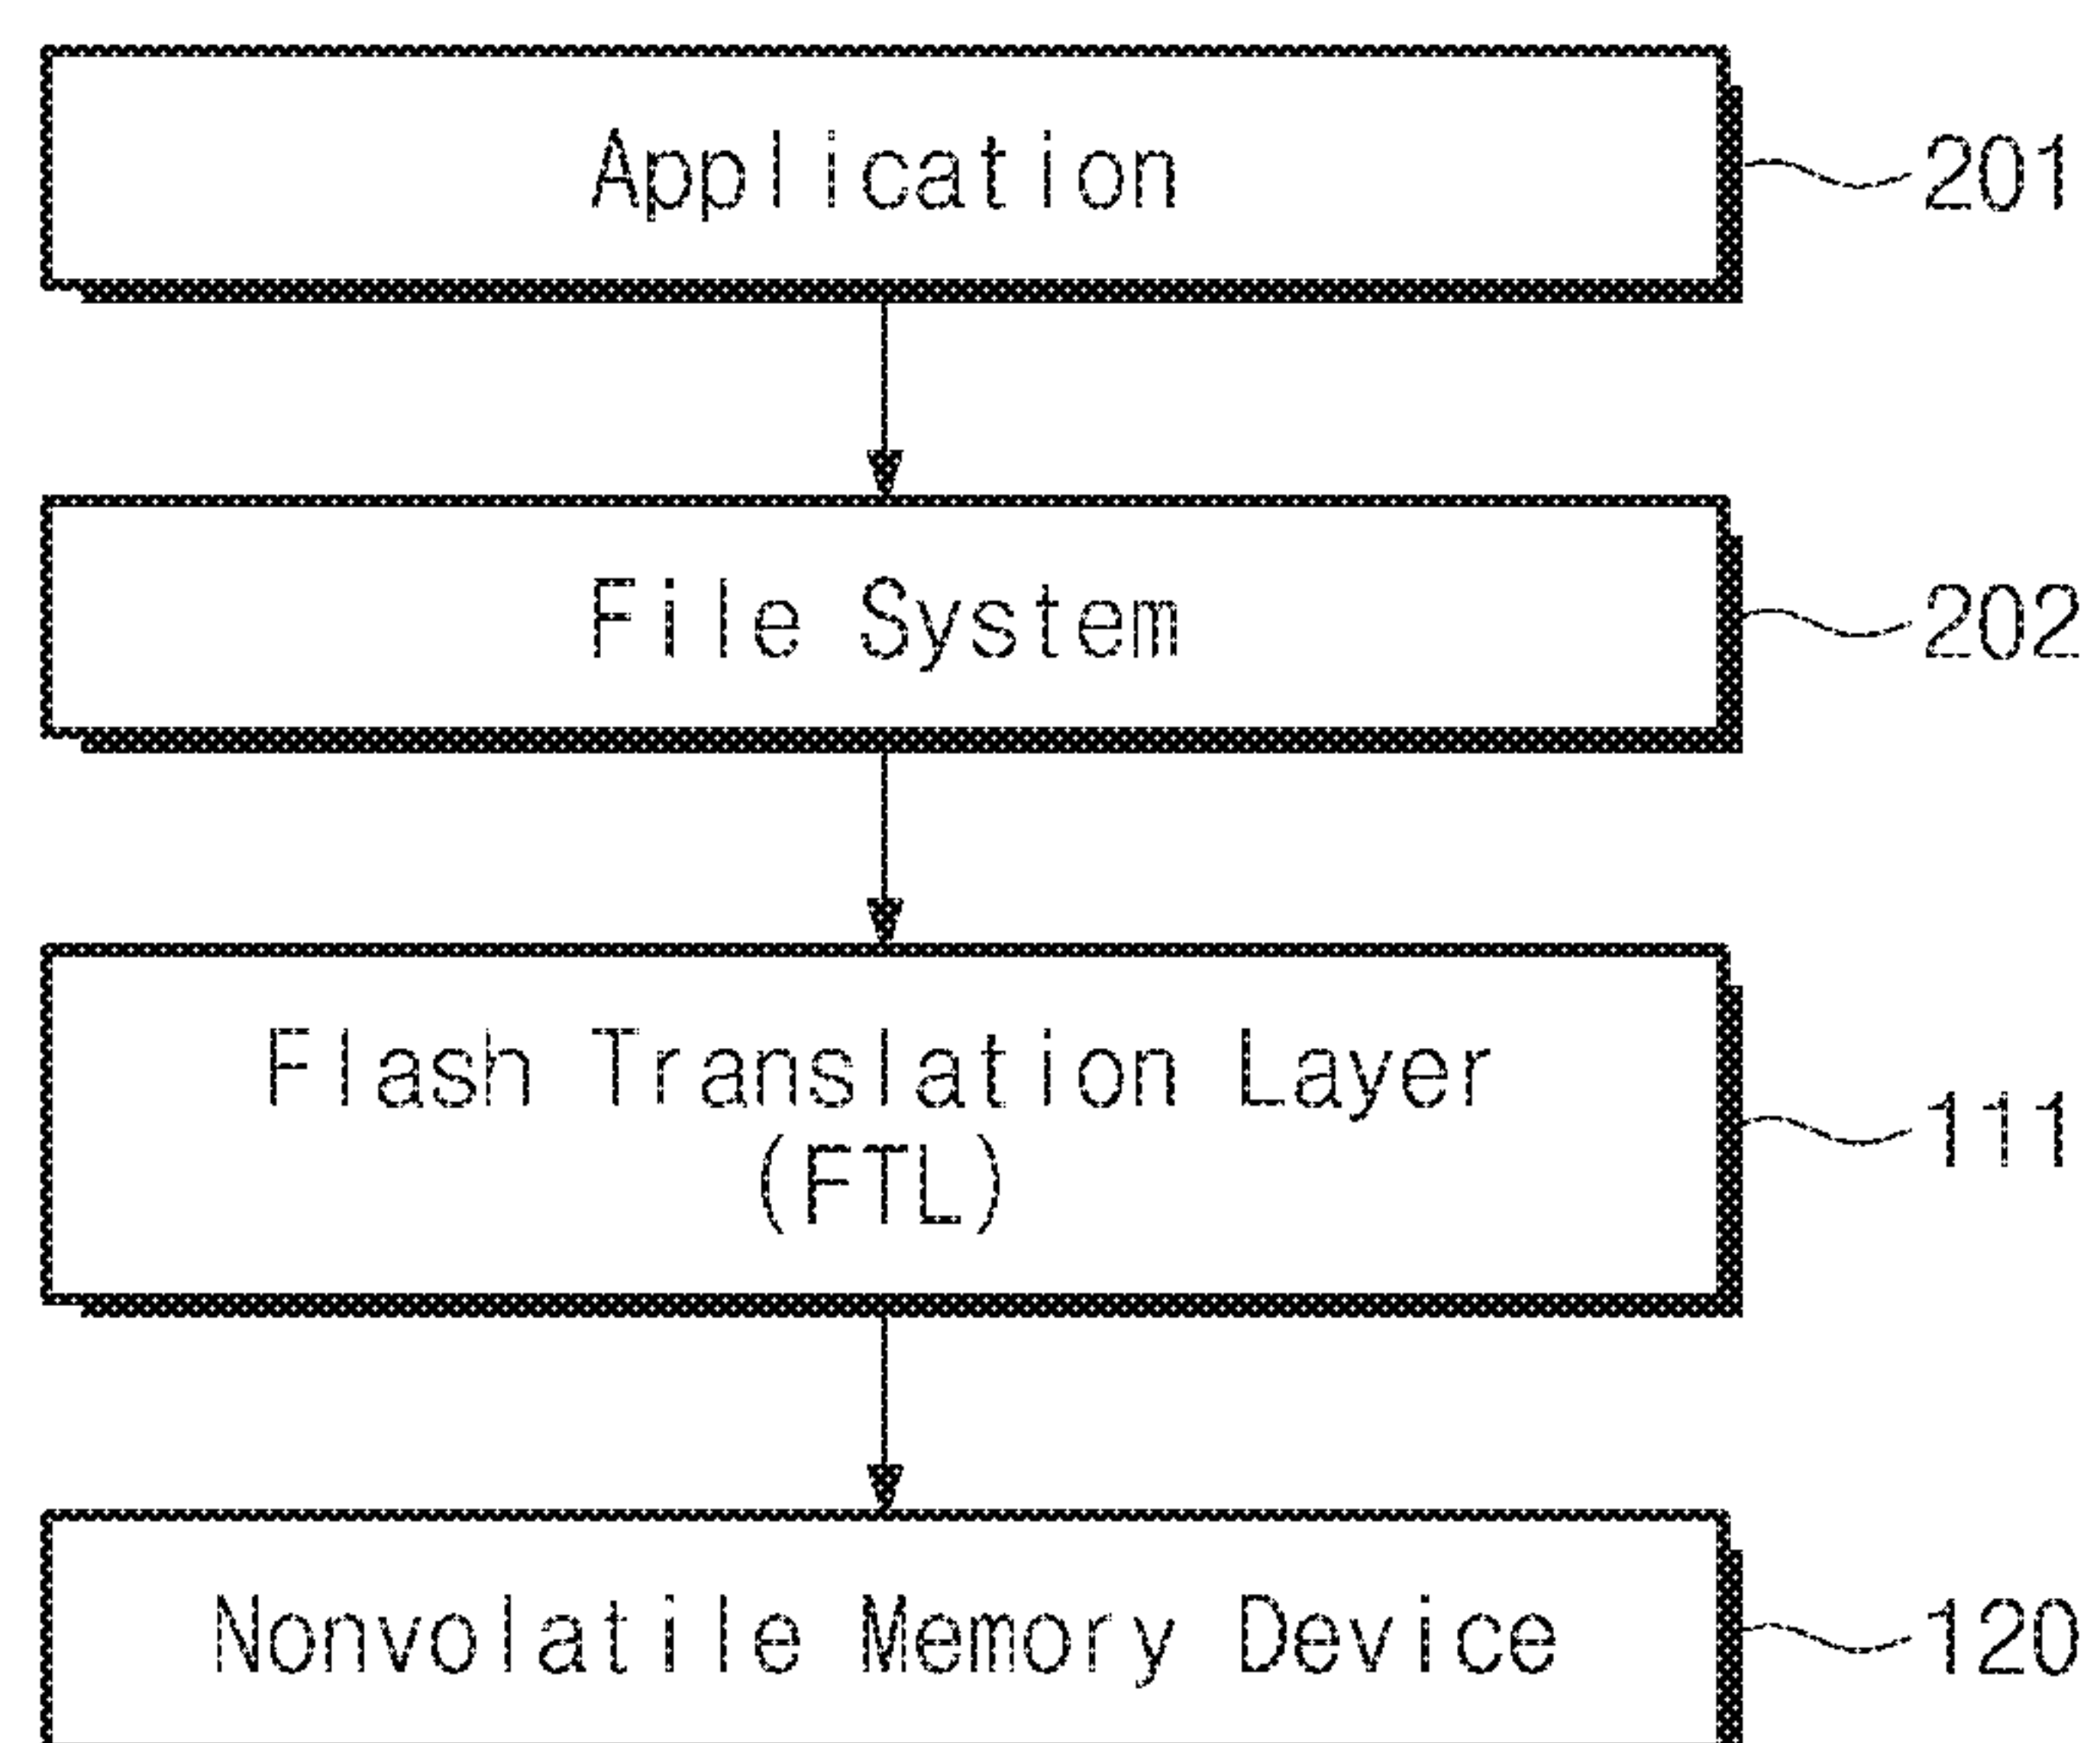 Application
201
File System
202
Flash Translation Layer
(FTL)
111
Nonvolatile Memory Device
120